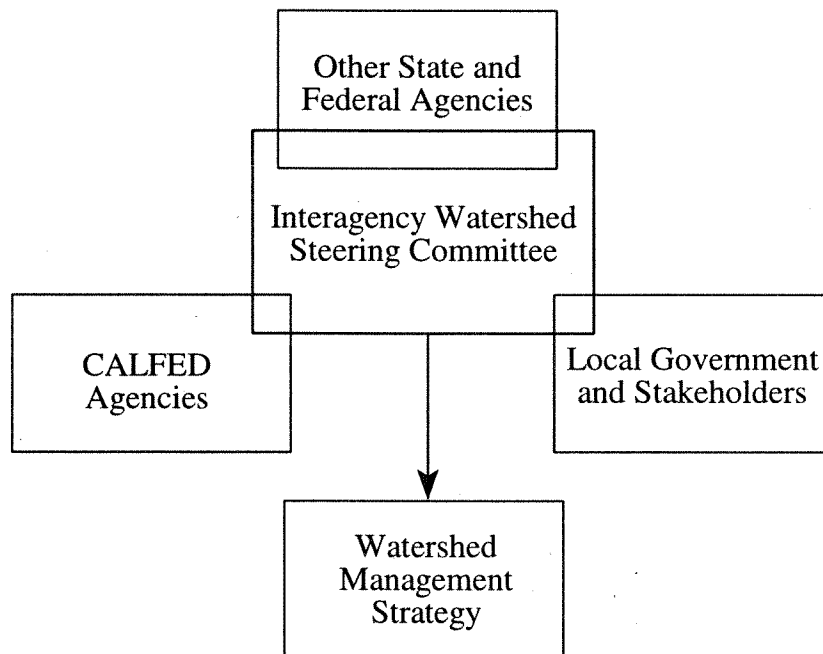 Other State and
Federal Agencies
Interagency Watershed
Steering Committee
CALFED
Agencies
Local Government
and Stakeholders
Watershed
Management
Strategy